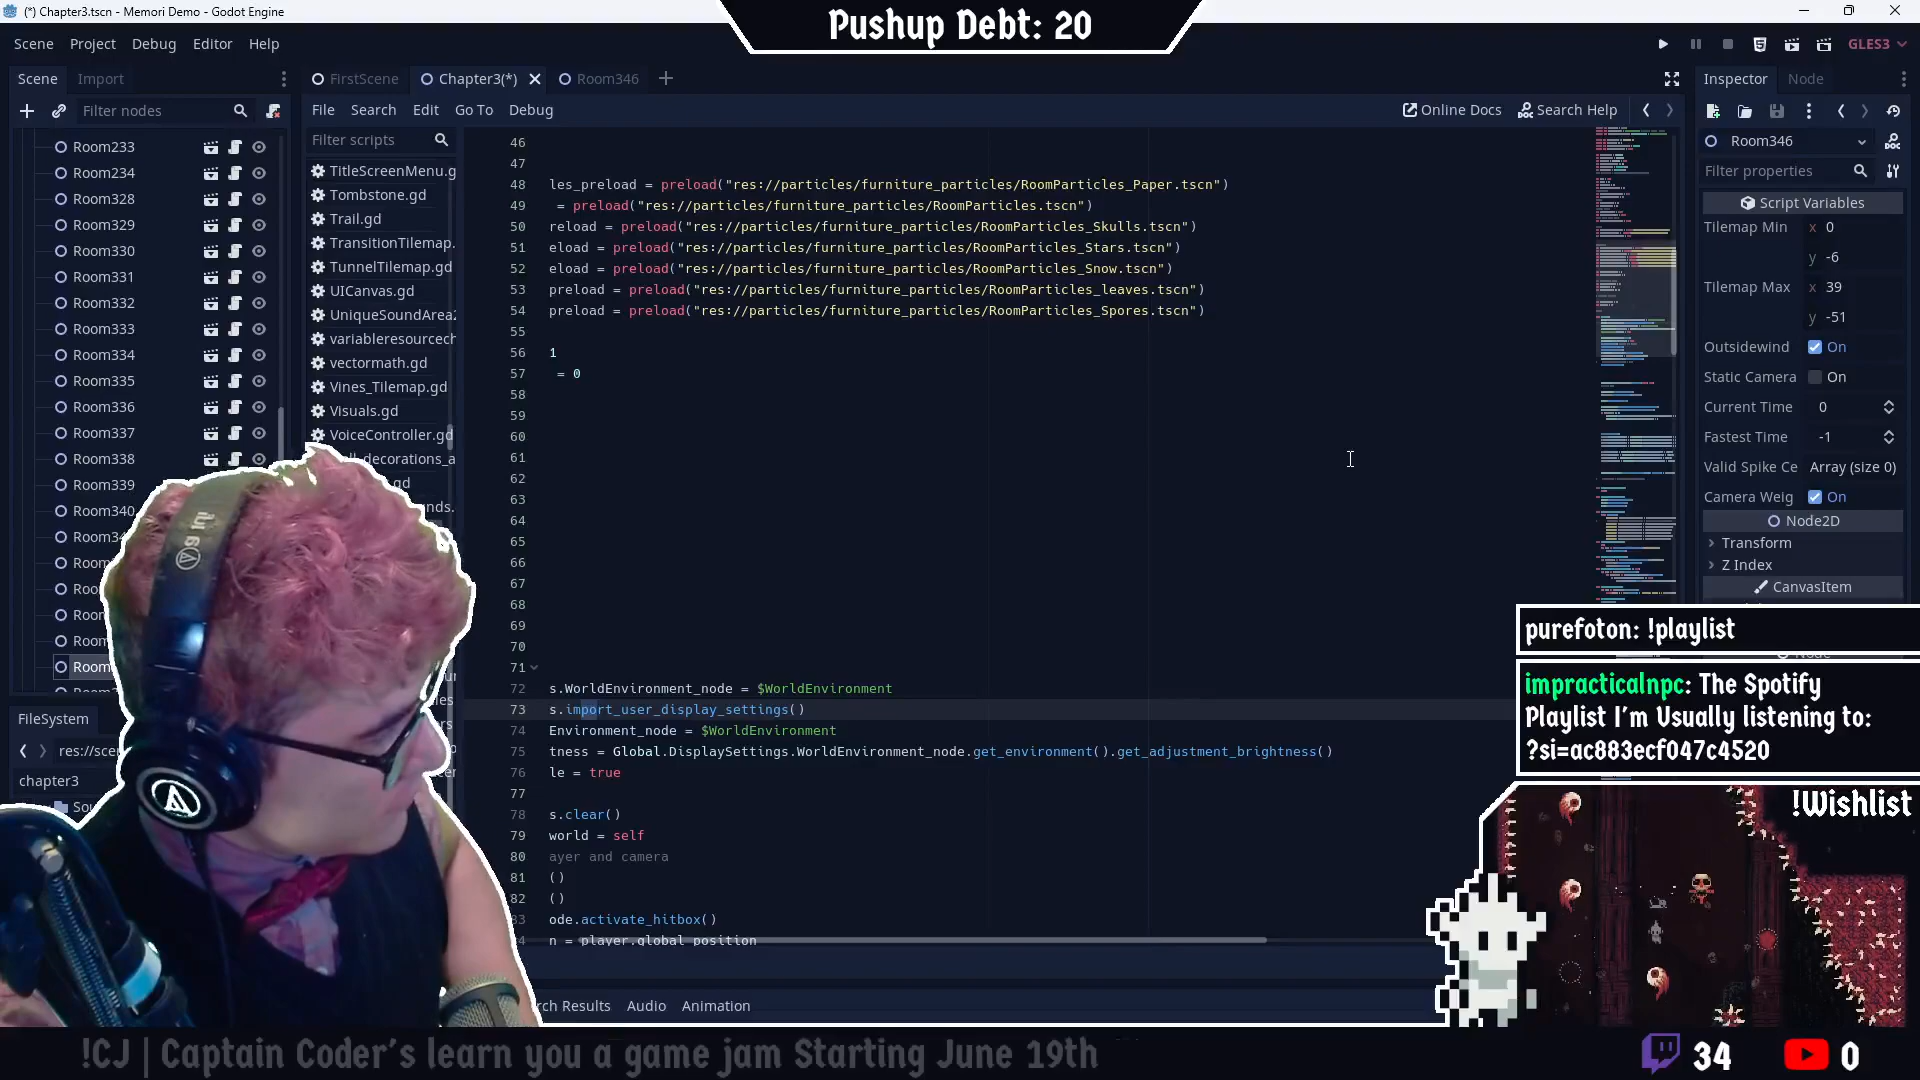 (*) Chapter3.tscn - Memori Demo - Godot Engine
Pushup Debt: 20
Scene Project Debug Editor Help
GLES3
Scene Import
FirstScene Chapter3(*) Room346
Inspector Node
Filter nodes
File Search Edit Go To Debug
Online Docs Search Help
Filter scripts
Room346
Filter properties
Script Variables
Tilemap Min x 0
y -6
Tilemap Max x 39
y -51
Outsidewind On
Static Camera On
Current Time 0
Fastest Time -1
Valid Spike Ce Array (size 0)
Camera Weig On
Node2D
Transform
Z Index
CanvasItem
Room233
Room234
Room328
Room329
Room330
Room331
Room332
Room333
Room334
Room335
Room336
Room337
Room338
Room339
Room340
TitleScreenMenu.g
Tombstone.gd
Trail.gd
TransitionTilemap.
TunnelTilemap.gd
UICanvas.gd
UniqueSoundArea2
variableresourcech
vectormath.gd
Vines_Tilemap.gd
Visuals.gd
VoiceController.gd
46
47
48 les_preload = preload("res://particles/furniture_particles/RoomParticles_Paper.tscn")
49 = preload("res://particles/furniture_particles/RoomParticles.tscn")
50 reload = preload("res://particles/furniture_particles/RoomParticles_Skulls.tscn")
51 eload = preload("res://particles/furniture_particles/RoomParticles_Stars.tscn")
52 eload = preload("res://particles/furniture_particles/RoomParticles_Snow.tscn")
53 preload = preload("res://particles/furniture_particles/RoomParticles_leaves.tscn")
54 preload = preload("res://particles/furniture_particles/RoomParticles_Spores.tscn")
55
56 1
57 = 0
58
59
60
61
62
63
64
65
66
67
68
69
70
71
72 s.WorldEnvironment_node = $WorldEnvironment
73 s.import_user_display_settings()
74 Environment_node = $WorldEnvironment
75 tness = Global.DisplaySettings.WorldEnvironment_node.get_environment().get_adjustment_brightness()
76 le = true
77
78 s.clear()
79 world = self
80 ayer and camera
81 ()
82 ()
83 ode.activate_hitbox()
n = player.global_position
FileSystem
res://sce
chapter3
Sou
rch Results Audio Animation
purefoton: !playlist
impracticalnpc: The Spotify
Playlist I'm Usually listening to:
?si=ac883ecf047c4520
!Wishlist
!CJ | Captain Coder's learn you a game jam Starting June 19th
34 0